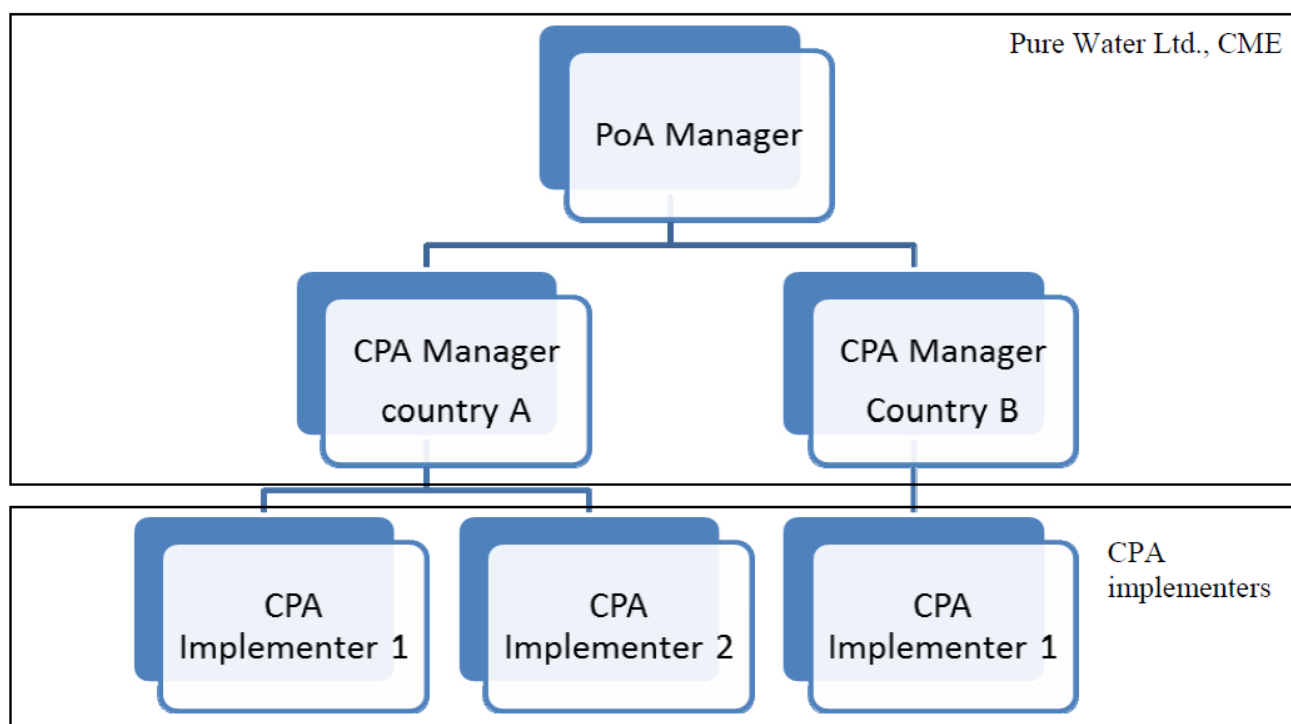 Pure Water Ltd., CME
PoA Manager
CPA Manager
country A
CPA Manager
Country B
CPA
Implementer 1
CPA
Implementer 2
CPA
Implementer 1
CPA
implementers